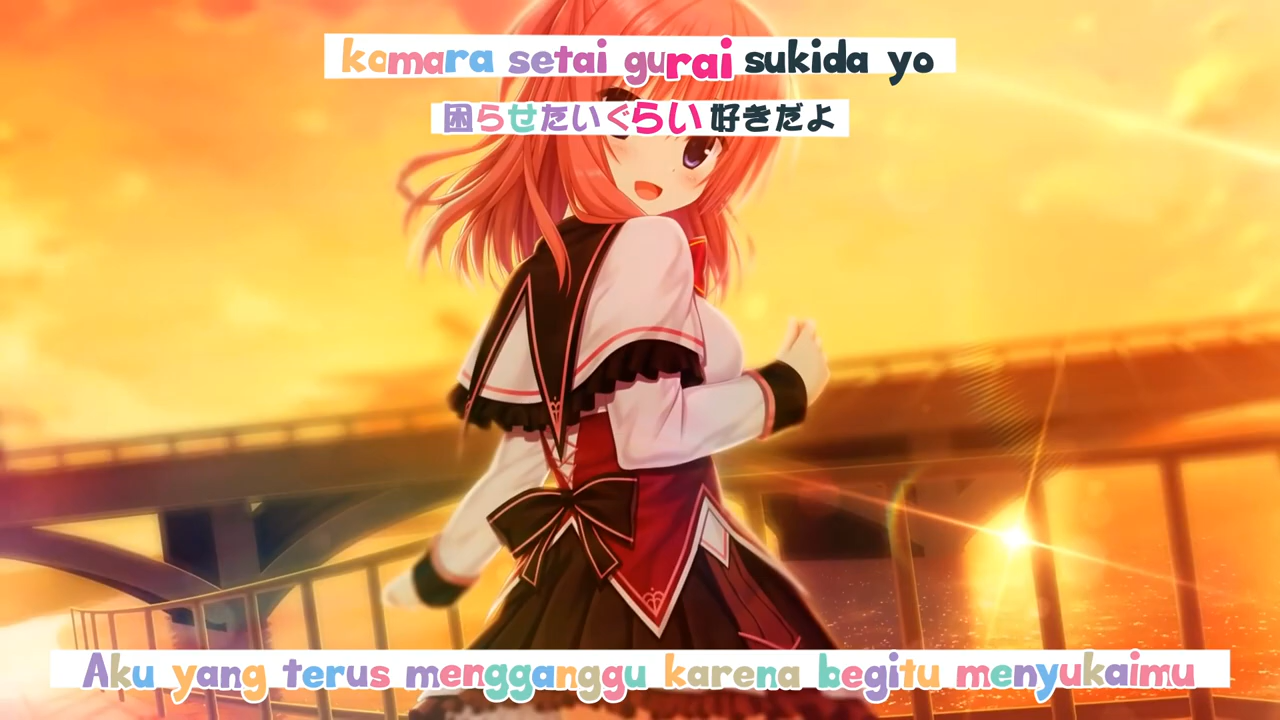 komara setai gurai sukida yo
困らせたいぐらい好きだよ
Aku yang terus mengganggu karena begitu menyukaimu